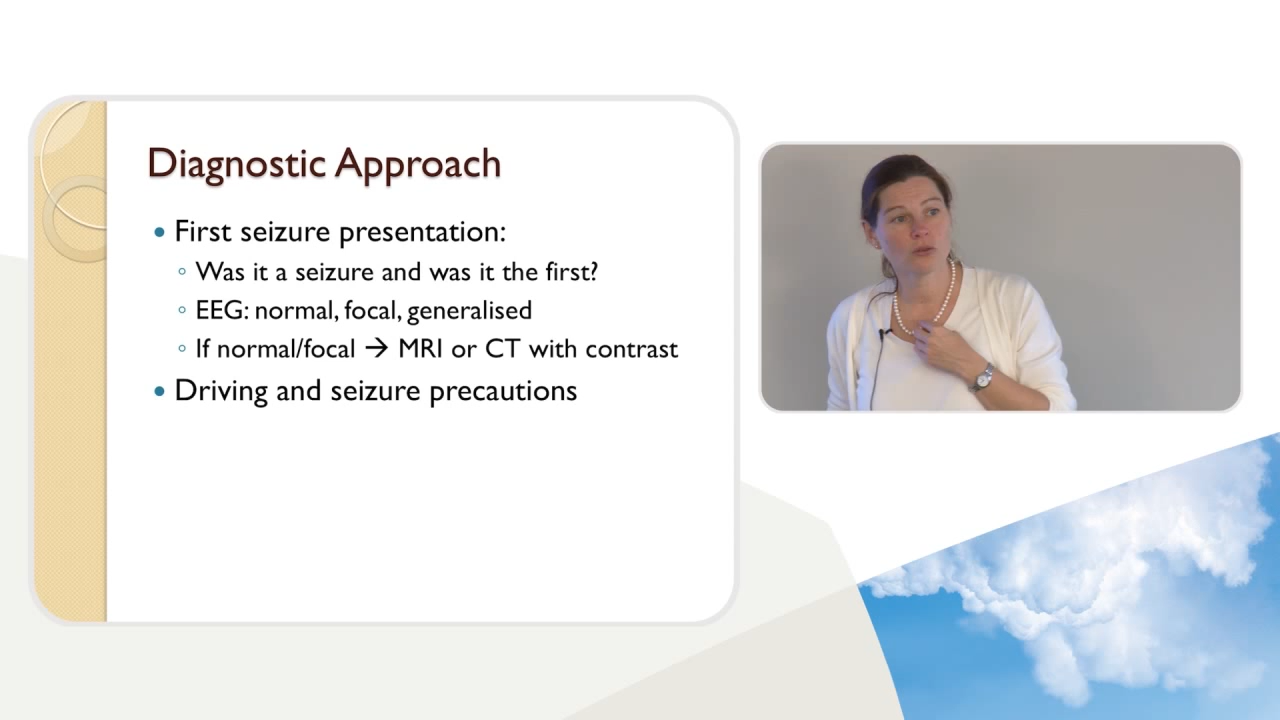 Diagnostic Approach
• First seizure presentation:
◦ Was it a seizure and was it the first?
◦ EEG: normal, focal, generalised
◦ If normal/focal → MRI or CT with contrast
• Driving and seizure precautions